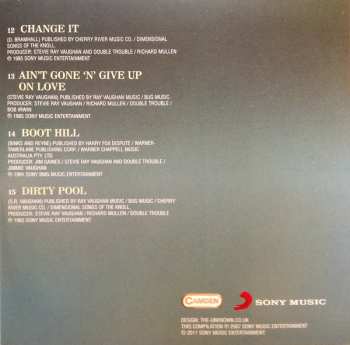 12 CHANGE IT
(D. BRAMHALL) PUBLISHED BY CHERRY RIVER MUSIC CO. / DIMENSIONAL
SONGS OF THE KNOLL.
PRODUCER: STEVIE RAY VAUGHAN AND DOUBLE TROUBLE / RICHARD MULLEN
℗ 1985 SONY MUSIC ENTERTAINMENT
13 AIN'T GONE 'N' GIVE UP
ON LOVE
(STEVIE RAY VAUGHAN) PUBLISHED BY RAY VAUGHAN MUSIC / BUG MUSIC.
PRODUCER: STEVIE RAY VAUGHAN / RICHARD MULLEN / DOUBLE TROUBLE /
BOB IRWIN
℗ 1985 SONY MUSIC ENTERTAINMENT
14 BOOT HILL
(BINKS AND REYNE) PUBLISHED BY HARRY FOX DISPUTE / WARNER-
TAMERLANE PUBLISHING CORP. / WARNER CHAPPELL MUSIC
AUSTRALIA PTY LTD
PRODUCER: JIM GAINES / STEVIE RAY VAUGHAN AND DOUBLE TROUBLE /
JIMMIE VAUGHAN
℗ 1991 SONY BMG MUSIC ENTERTAINMENT
15 DIRTY POOL
(S.R. VAUGHAN) PUBLISHED BY RAY VAUGHAN MUSIC / BUG MUSIC / CHERRY
RIVER MUSIC CO. / DIMENSIONAL SONGS OF THE KNOLL.
PRODUCER: STEVIE RAY VAUGHAN / RICHARD MULLEN / DOUBLE TROUBLE
℗ 1983 SONY MUSIC ENTERTAINMENT
CAMDEN
SONY MUSIC
DESIGN: THE-UNKNOWN.CO.UK
THIS COMPILATION ℗ 2007 SONY MUSIC ENTERTAINMENT
© 2011 SONY MUSIC ENTERTAINMENT.